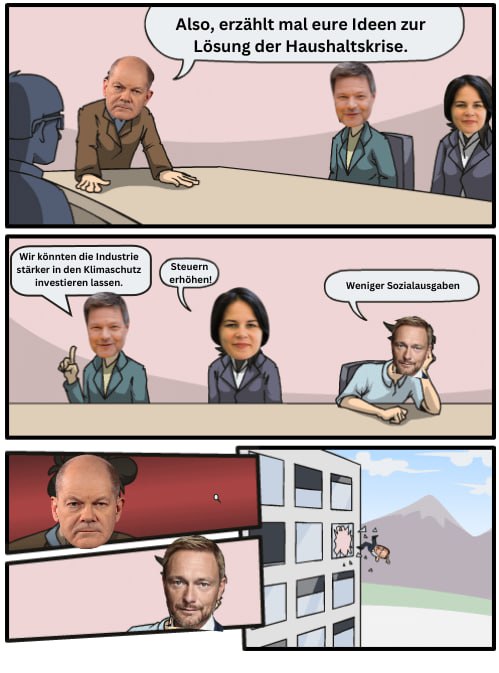 Also, erzählt mal eure Ideen zur
Lösung der Haushaltskrise.
Wir könnten die Industrie
stärker in den Klimaschutz
investieren lassen.
Steuern
erhöhen!
Weniger Sozialausgaben